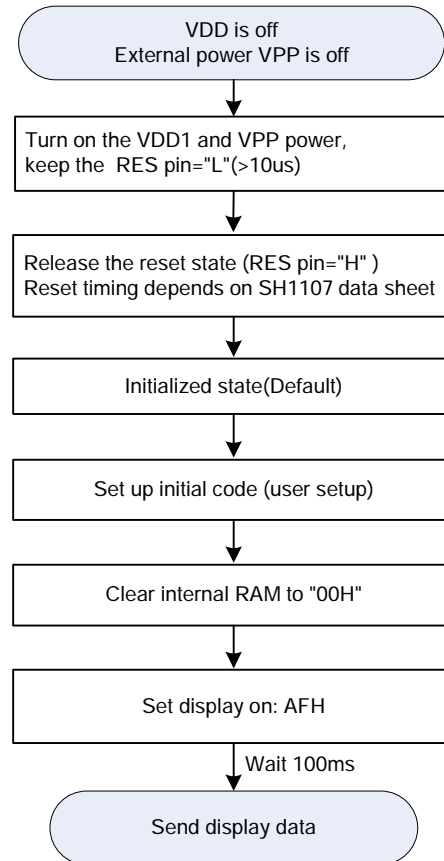 VDD is off
External power VPP is off
Turn on the VDD1 and VPP power,
keep the RES pin="L"(>10us)
Release the reset state (RES pin="H" )
Reset timing depends on SH1107 data sheet
Initialized state(Default)
Set up initial code (user setup)
Clear internal RAM to "00H"
Set display on: AFH
Wait 100ms
Send display data